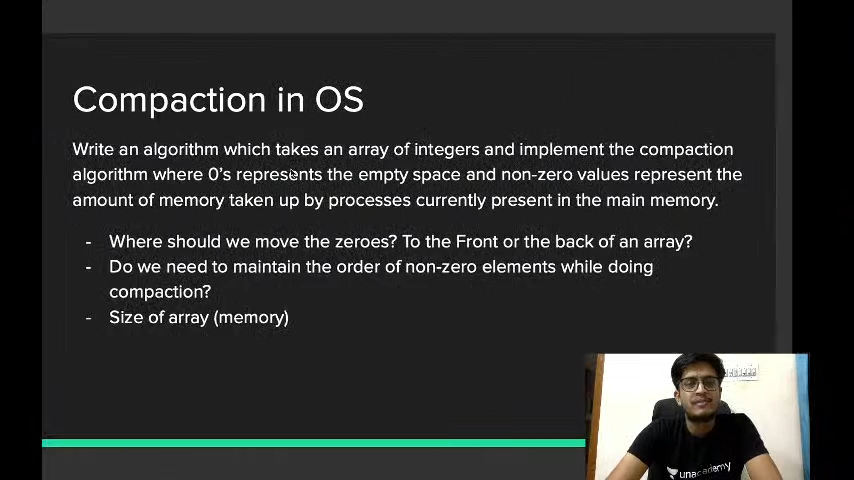 Compaction in OS
Write an algorithm which takes an array of integers and implement the compaction
algorithm where 0's represents the empty space and non-zero values represent the
amount of memory taken up by processes currently present in the main memory.
- Where should we move the zeroes? To the Front or the back of an array?
- Do we need to maintain the order of non-zero elements while doing
compaction?
- Size of array (memory)
unacademy